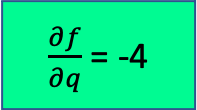 ∂f/∂q = -4